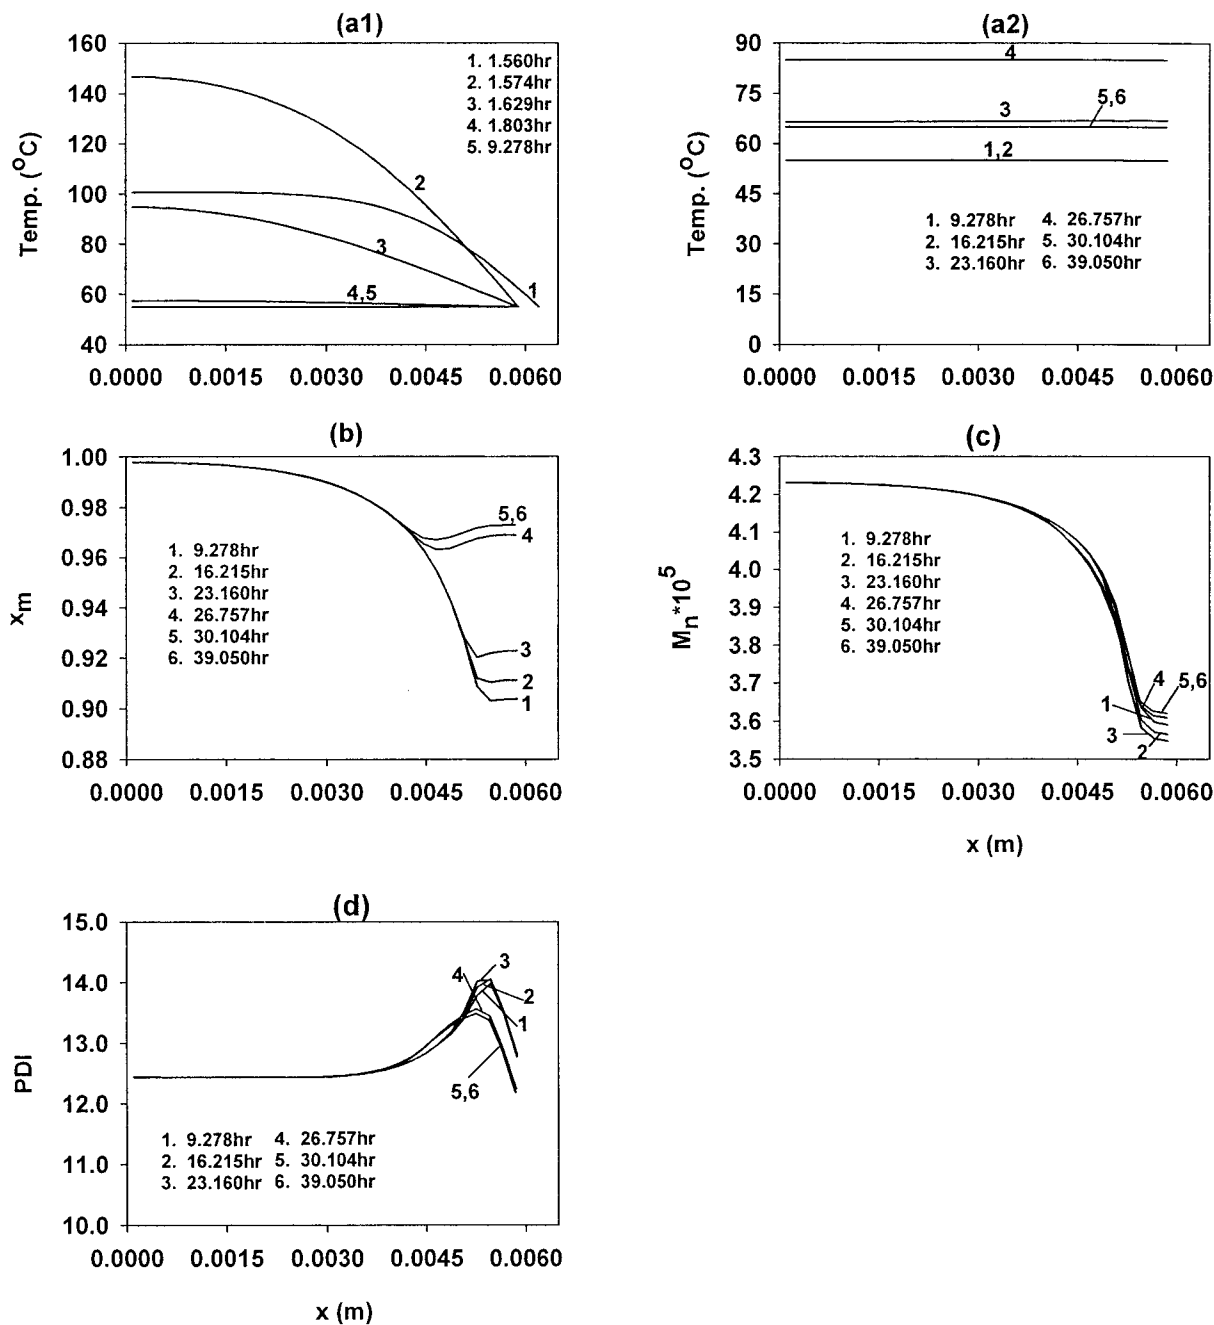 (a1)
160
140
120
100
80
60
40
Temp. (°C)
1. 1.560hr
2. 1.574hr
3. 1.629hr
4. 1.803hr
5. 9.278hr
2
3
4,5
1
0.0000 0.0015 0.0030 0.0045 0.0060
(a2)
90
75
60
45
30
15
0
Temp. (°C)
4
5,6
3
1,2
1. 9.278hr 4. 26.757hr
2. 16.215hr 5. 30.104hr
3. 23.160hr 6. 39.050hr
0.0000 0.0015 0.0030 0.0045 0.0060
(b)
1.00
0.98
0.96
0.94
0.92
0.90
0.88
xm
1. 9.278hr
2. 16.215hr
3. 23.160hr
4. 26.757hr
5. 30.104hr
6. 39.050hr
5,6
4
3
2
1
0.0000 0.0015 0.0030 0.0045 0.0060
(c)
4.3
4.2
4.1
4.0
3.9
3.8
3.7
3.6
3.5
Mn*10^5
1. 9.278hr
2. 16.215hr
3. 23.160hr
4. 26.757hr
5. 30.104hr
6. 39.050hr
4
5,6
1
3
2
0.0000 0.0015 0.0030 0.0045 0.0060
x (m)
(d)
15.0
14.0
13.0
12.0
11.0
10.0
PDI
3
4
2
1
5,6
1. 9.278hr 4. 26.757hr
2. 16.215hr 5. 30.104hr
3. 23.160hr 6. 39.050hr
0.0000 0.0015 0.0030 0.0045 0.0060
x (m)